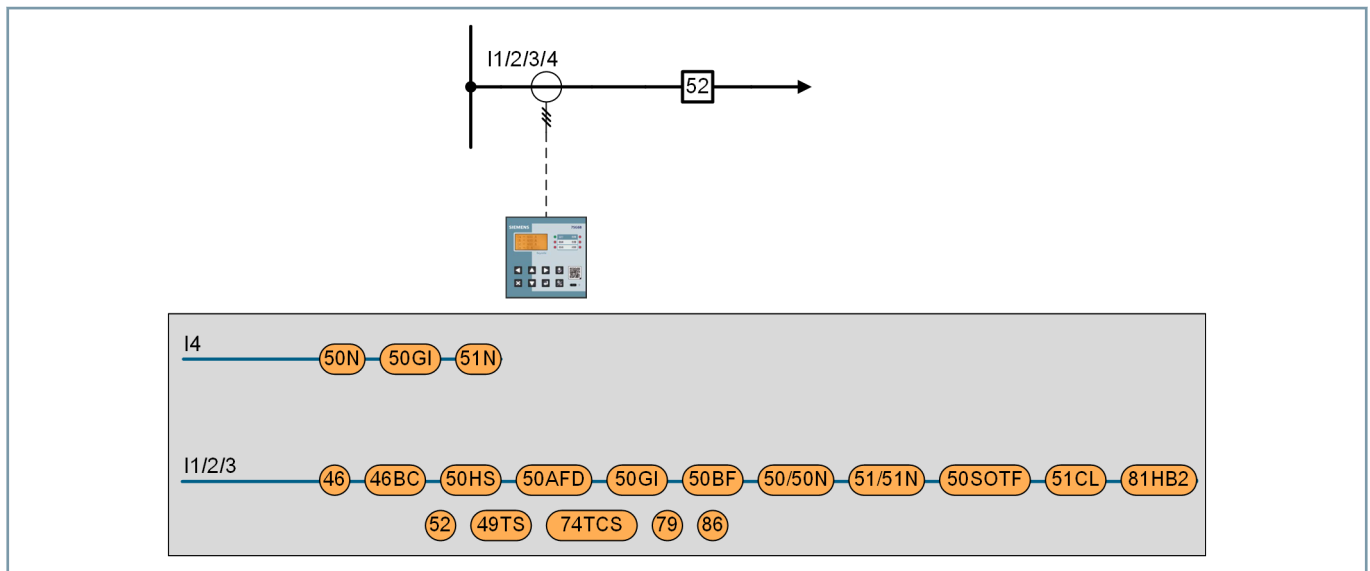 I1/2/3/4
52
SIEMENS
I4
50N 50GI 51N
I1/2/3
46 46BC 50HS 50AFD 50GI 50BF 50/50N 51/51N 50SOTF 51CL 81HB2
52 49TS 74TCS 79 86